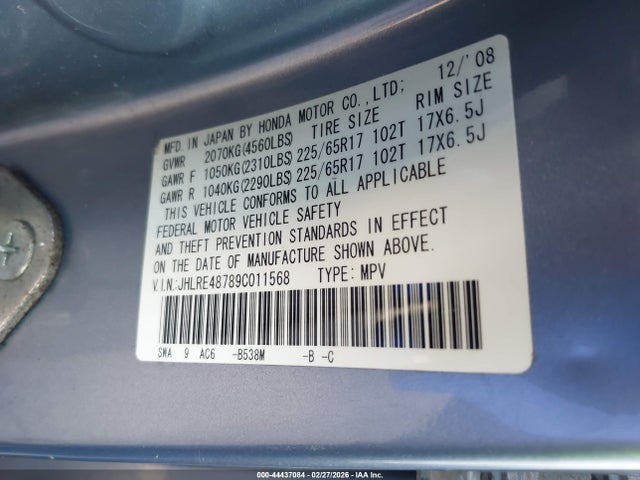 MFD. IN JAPAN BY HONDA MOTOR CO.,LTD; 12/'08
GVWR 2070KG(4560LBS) TIRE SIZE RIM SIZE
GAWR F 1050KG(2310LBS) 225/65R17 102T 17X6.5J
GAWR R 1040KG(2290LBS) 225/65R17 102T 17X6.5J
THIS VEHICLE CONFORMS TO ALL APPLICABLE
FEDERAL MOTOR VEHICLE SAFETY
AND THEFT PREVENTION STANDARDS IN EFFECT
ON THE DATE OF MANUFACTURE SHOWN ABOVE.
V.I.N.:JHLRE48789C011568 TYPE: MPV
SWA 9 AC6 -B538M -B -C
000-44437084 - 02/27/2026 - IAA Inc.